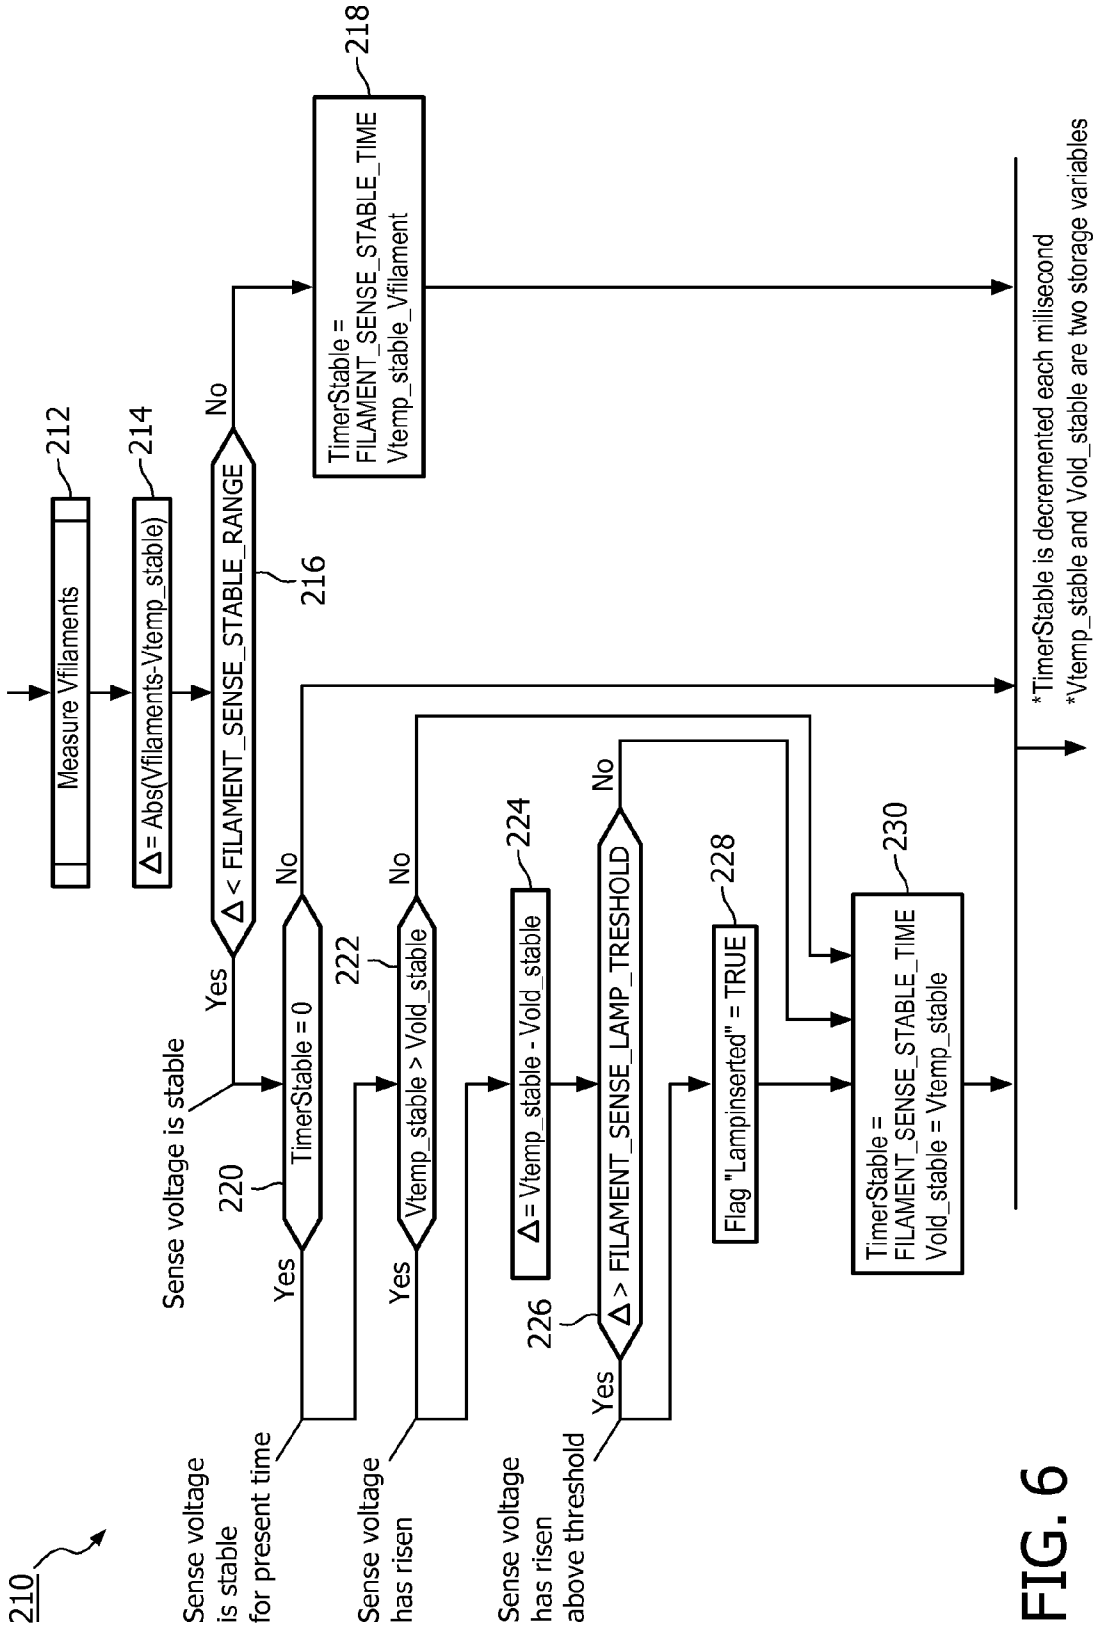 210
Measure Vfilaments
212
Δ = Abs(Vfilaments-Vtemp_stable)
214
Δ < FILAMENT_SENSE_STABLE_RANGE
216
Yes
No
Sense voltage is stable
TimerStable =
FILAMENT_SENSE_STABLE_TIME
Vtemp_stable_Vfilament
218
220
TimerStable = 0
Yes
No
Sense voltage
is stable
for present time
222
Vtemp_stable > Vold_stable
Yes
No
Sense voltage
has risen
Δ = Vtemp_stable - Vold_stable
224
226
Δ > FILAMENT_SENSE_LAMP_TRESHOLD
Yes
No
Sense voltage
has risen
above threshold
Flag "Lampinserted" = TRUE
228
TimerStable =
FILAMENT_SENSE_STABLE_TIME
Vold_stable = Vtemp_stable
230
*TimerStable is decremented each milisecond
*Vtemp_stable and Vold_stable are two storage variables
FIG. 6